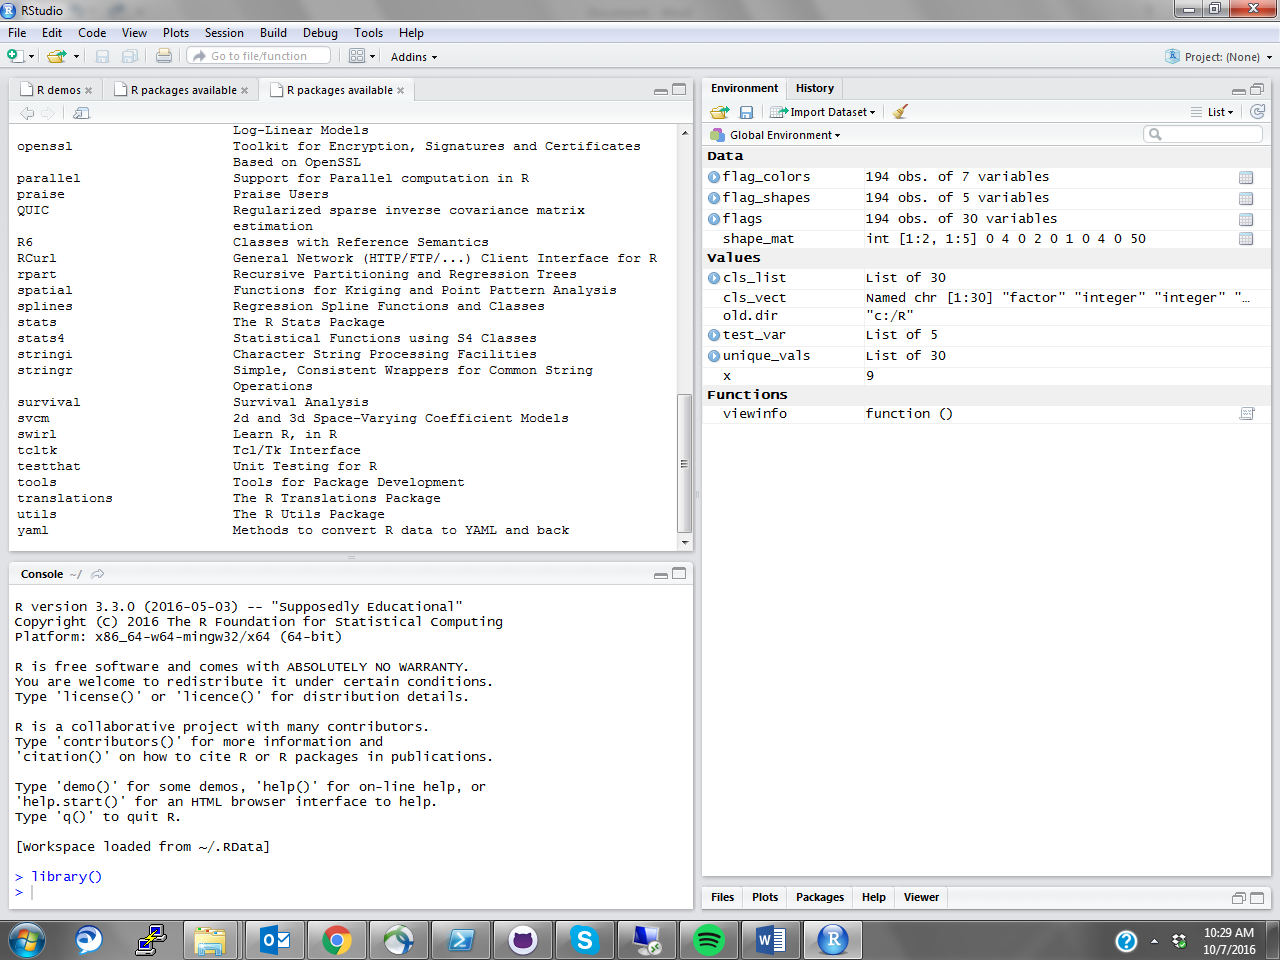 RStudio
File Edit Code View Plots Session Build Debug Tools Help
Go to file/function Addins Project: (None)
R demos R packages available R packages available
Log-Linear Models
openssl Toolkit for Encryption, Signatures and Certificates
Based on OpenSSL
parallel Support for Parallel computation in R
praise Praise Users
QUIC Regularized sparse inverse covariance matrix
estimation
R6 Classes with Reference Semantics
RCurl General Network (HTTP/FTP/...) Client Interface for R
rpart Recursive Partitioning and Regression Trees
spatial Functions for Kriging and Point Pattern Analysis
splines Regression Spline Functions and Classes
stats The R Stats Package
stats4 Statistical Functions using S4 Classes
stringi Character String Processing Facilities
stringr Simple, Consistent Wrappers for Common String
Operations
survival Survival Analysis
svcm 2d and 3d Space-Varying Coefficient Models
swirl Learn R, in R
tcltk Tcl/Tk Interface
testthat Unit Testing for R
tools Tools for Package Development
translations The R Translations Package
utils The R Utils Package
yaml Methods to convert R data to YAML and back
Console ~/
R version 3.3.0 (2016-05-03) -- "Supposedly Educational"
Copyright (C) 2016 The R Foundation for Statistical Computing
Platform: x86_64-w64-mingw32/x64 (64-bit)
R is free software and comes with ABSOLUTELY NO WARRANTY.
You are welcome to redistribute it under certain conditions.
Type 'license()' or 'licence()' for distribution details.
R is a collaborative project with many contributors.
Type 'contributors()' for more information and
'citation()' on how to cite R or R packages in publications.
Type 'demo()' for some demos, 'help()' for on-line help, or
'help.start()' for an HTML browser interface to help.
Type 'q()' to quit R.
[Workspace loaded from ~/.RData]
> library()
>
Environment History
Import Dataset List
Global Environment
Data
flag_colors 194 obs. of 7 variables
flag_shapes 194 obs. of 5 variables
flags 194 obs. of 30 variables
shape_mat int [1:2, 1:5] 0 4 0 2 0 1 0 4 0 50
Values
cls_list List of 30
cls_vect Named chr [1:30] "factor" "integer" "integer" "…
old.dir "c:/R"
test_var List of 5
unique_vals List of 30
x 9
Functions
viewinfo function ()
Files Plots Packages Help Viewer
10:29 AM
10/7/2016